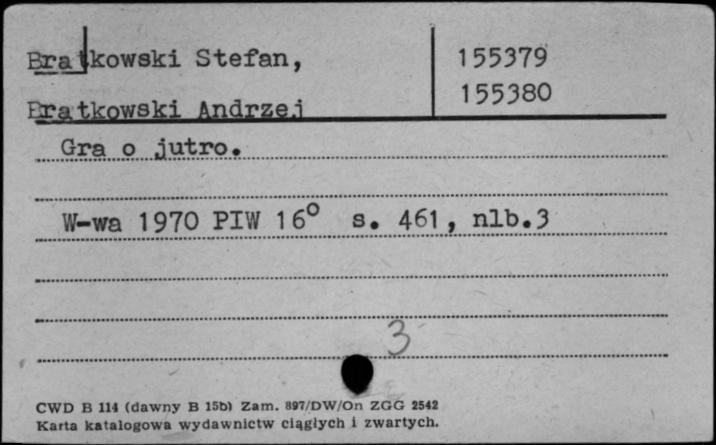 Bratkowski Stefan, 155379
155380
Bratkowski Andrzej
Gra o jutro.
W-wa 1970 PIW 16° s. 461, nlb.3
3
CWD B 114 (dawny B 15b) Zam. 897/DW/On ZGG 2542
Karta katalogowa wydawnictw ciągłych i zwartych.